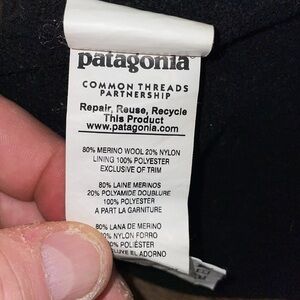 patagonia
COMMON THREADS
PARTNERSHIP
Repair, Reuse, Recycle
This Product
www.patagonia.com
80% MERINO WOOL 20% NYLON
LINING 100% POLYESTER
EXCLUSIVE OF TRIM
80% LAINE MERINOS
20% POLYAMIDE DOUBLURE
100% POLYESTER
A PART LA GARNITURE
80% LANA DE MERINO
NYLON FORRO
POLIÉSTER
EL ADORNO